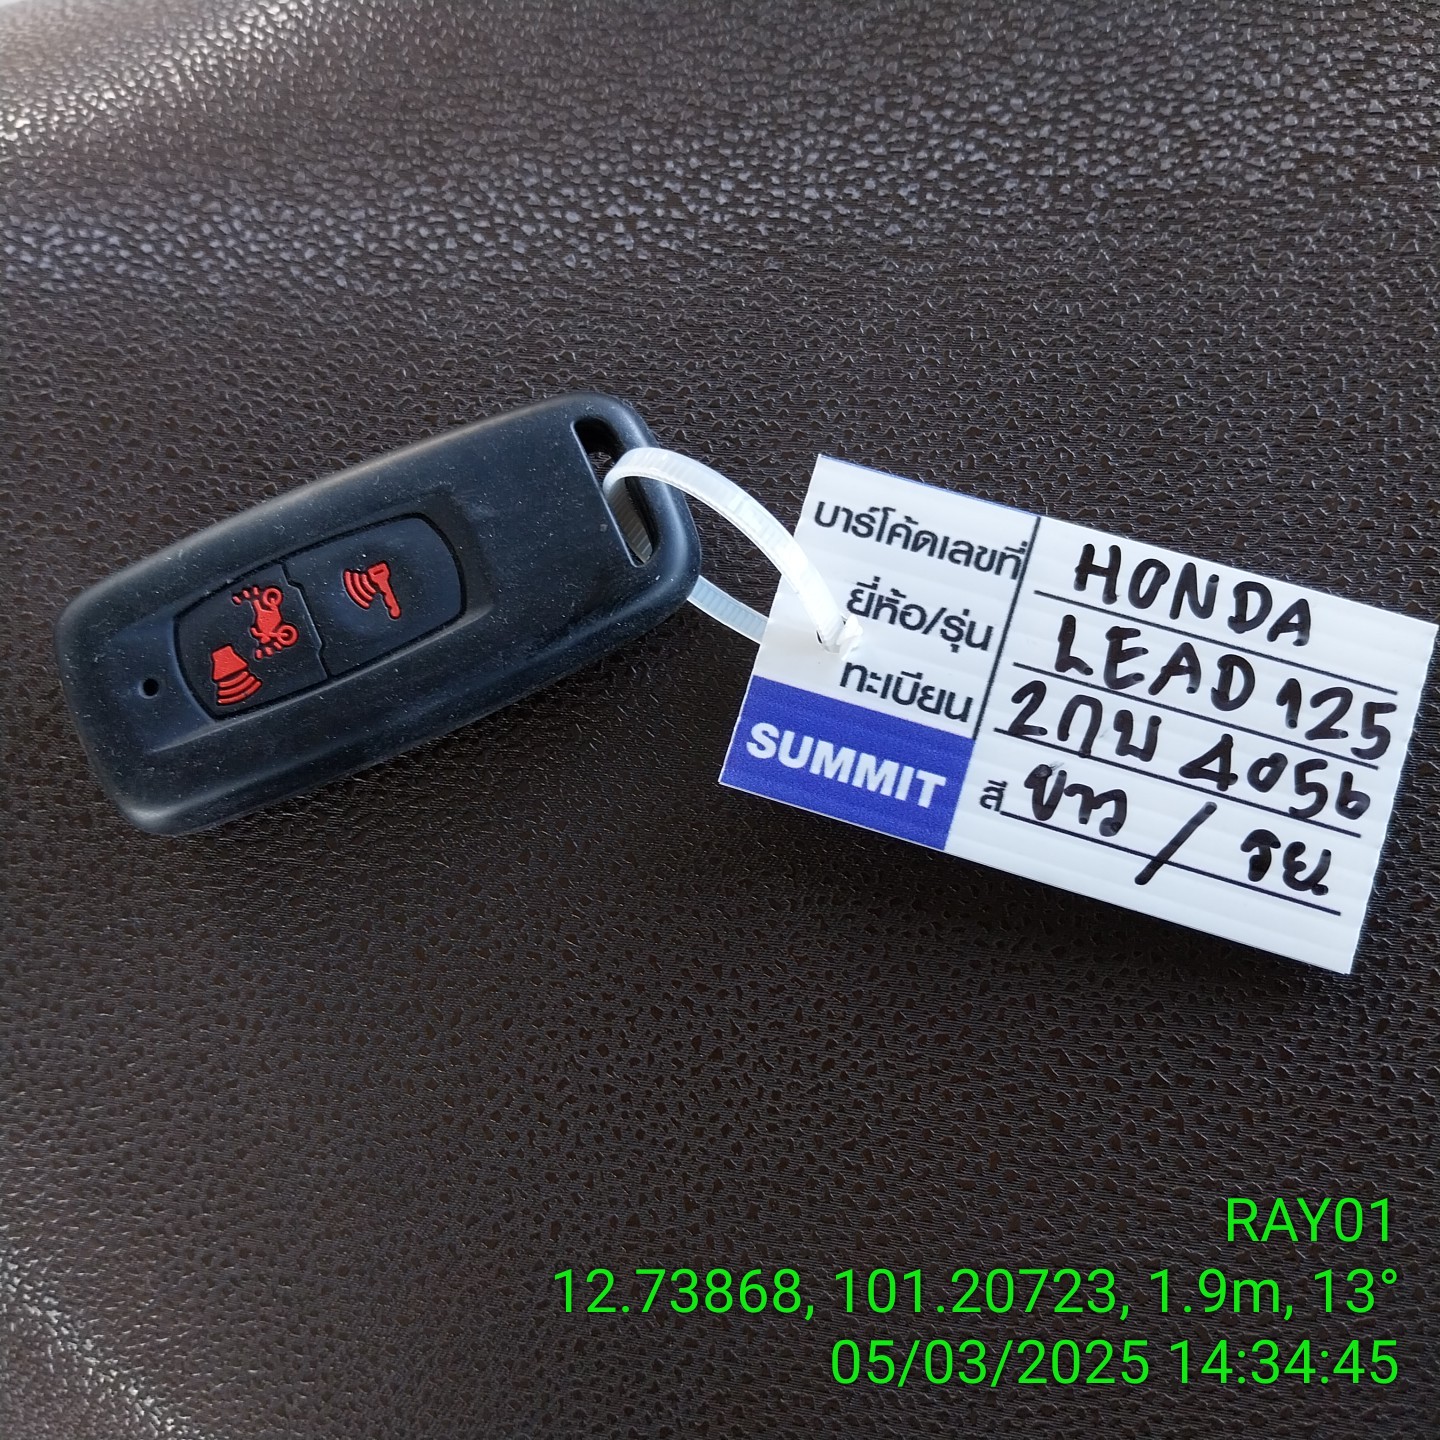 บาร์โค้ดเลขที่ HONDA
ยี่ห้อ/รุ่น LEAD 125
ทะเบียน 2กบ 4056
SUMMIT สี ขาว / รย
RAY01
12.73868, 101.20723, 1.9m, 13°
05/03/2025 14:34:45